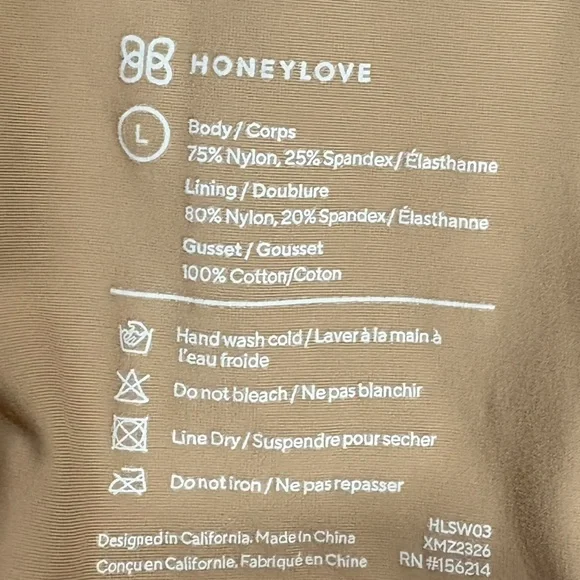 HONEYLOVE
L
Body/Corps
75% Nylon, 25% Spandex/Élasthanne
Lining/Doublure
80% Nylon, 20% Spandex/Élasthanne
Gusset/Gousset
100% Cotton/Coton
Hand wash cold/Laver à la main à
l'eau froide
Do not bleach/Ne pas blanchir
Line Dry/Suspendre pour secher
Do not iron/Ne pas repasser
Designed in California. Made in China
Conçu en Californie. Fabriqué en Chine
HLSW03
XMZ2326
RN #156214